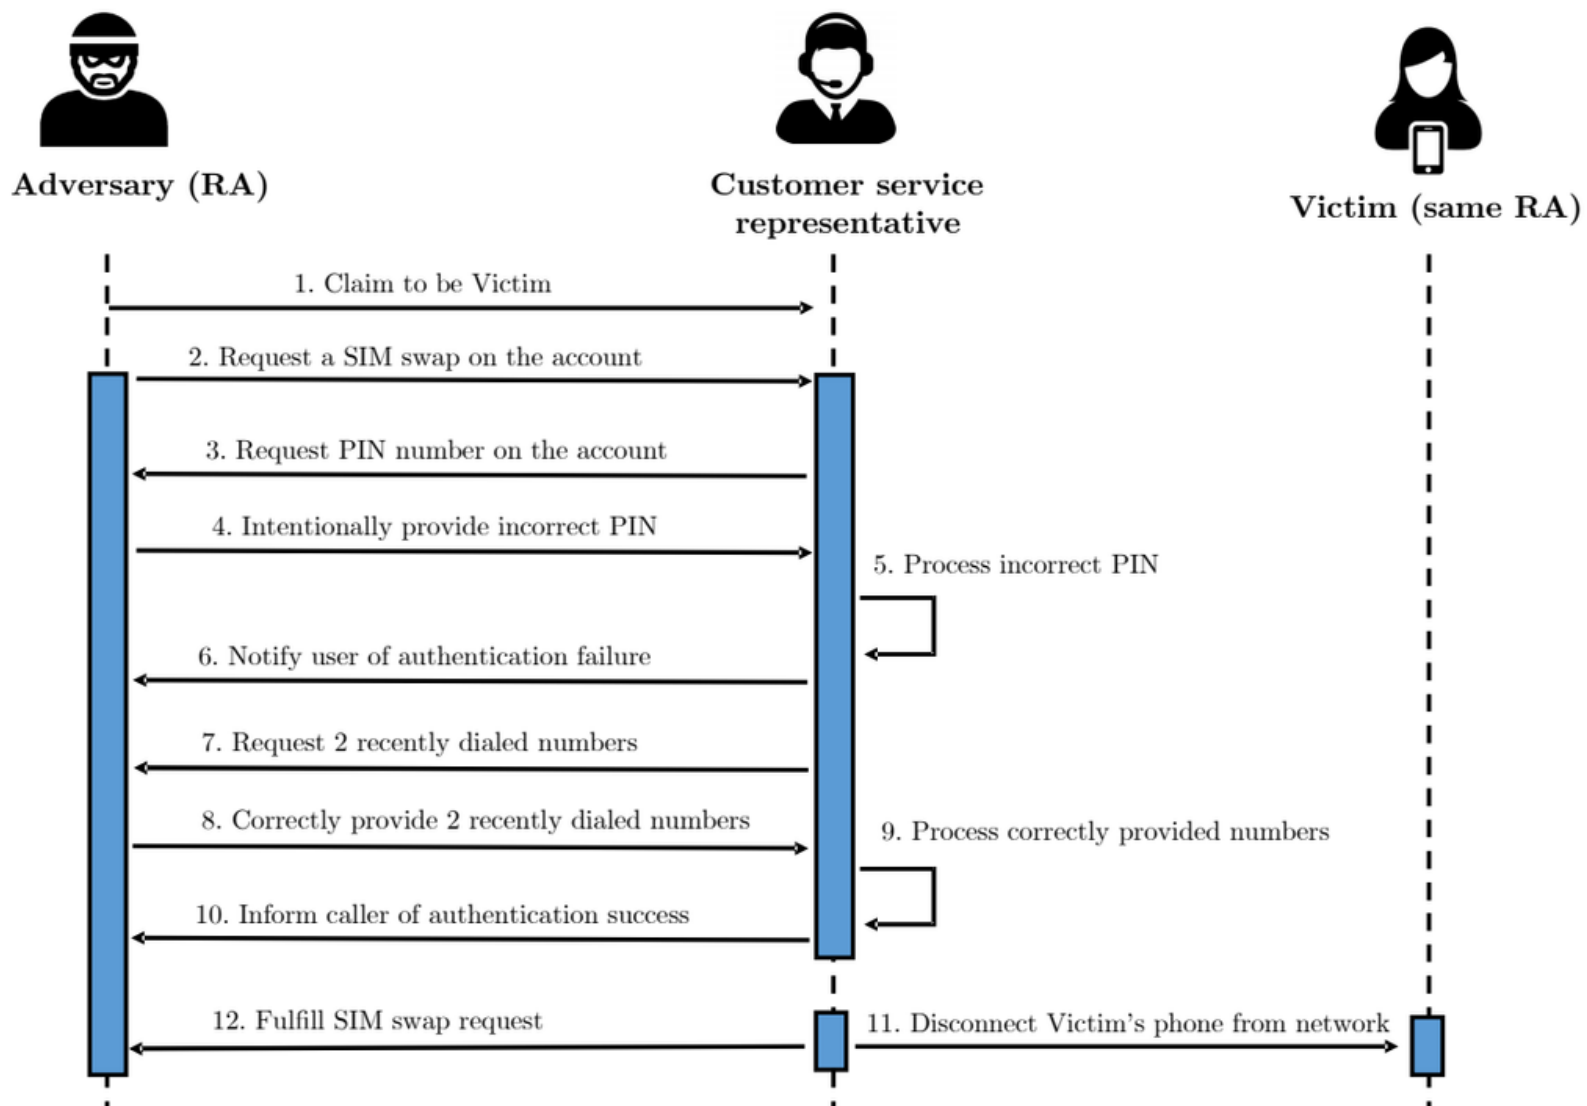 Adversary (RA)
Customer service
representative
Victim (same RA)
1. Claim to be Victim
2. Request a SIM swap on the account
3. Request PIN number on the account
4. Intentionally provide incorrect PIN
5. Process incorrect PIN
6. Notify user of authentication failure
7. Request 2 recently dialed numbers
8. Correctly provide 2 recently dialed numbers
9. Process correctly provided numbers
10. Inform caller of authentication success
12. Fulfill SIM swap request
11. Disconnect Victim's phone from network